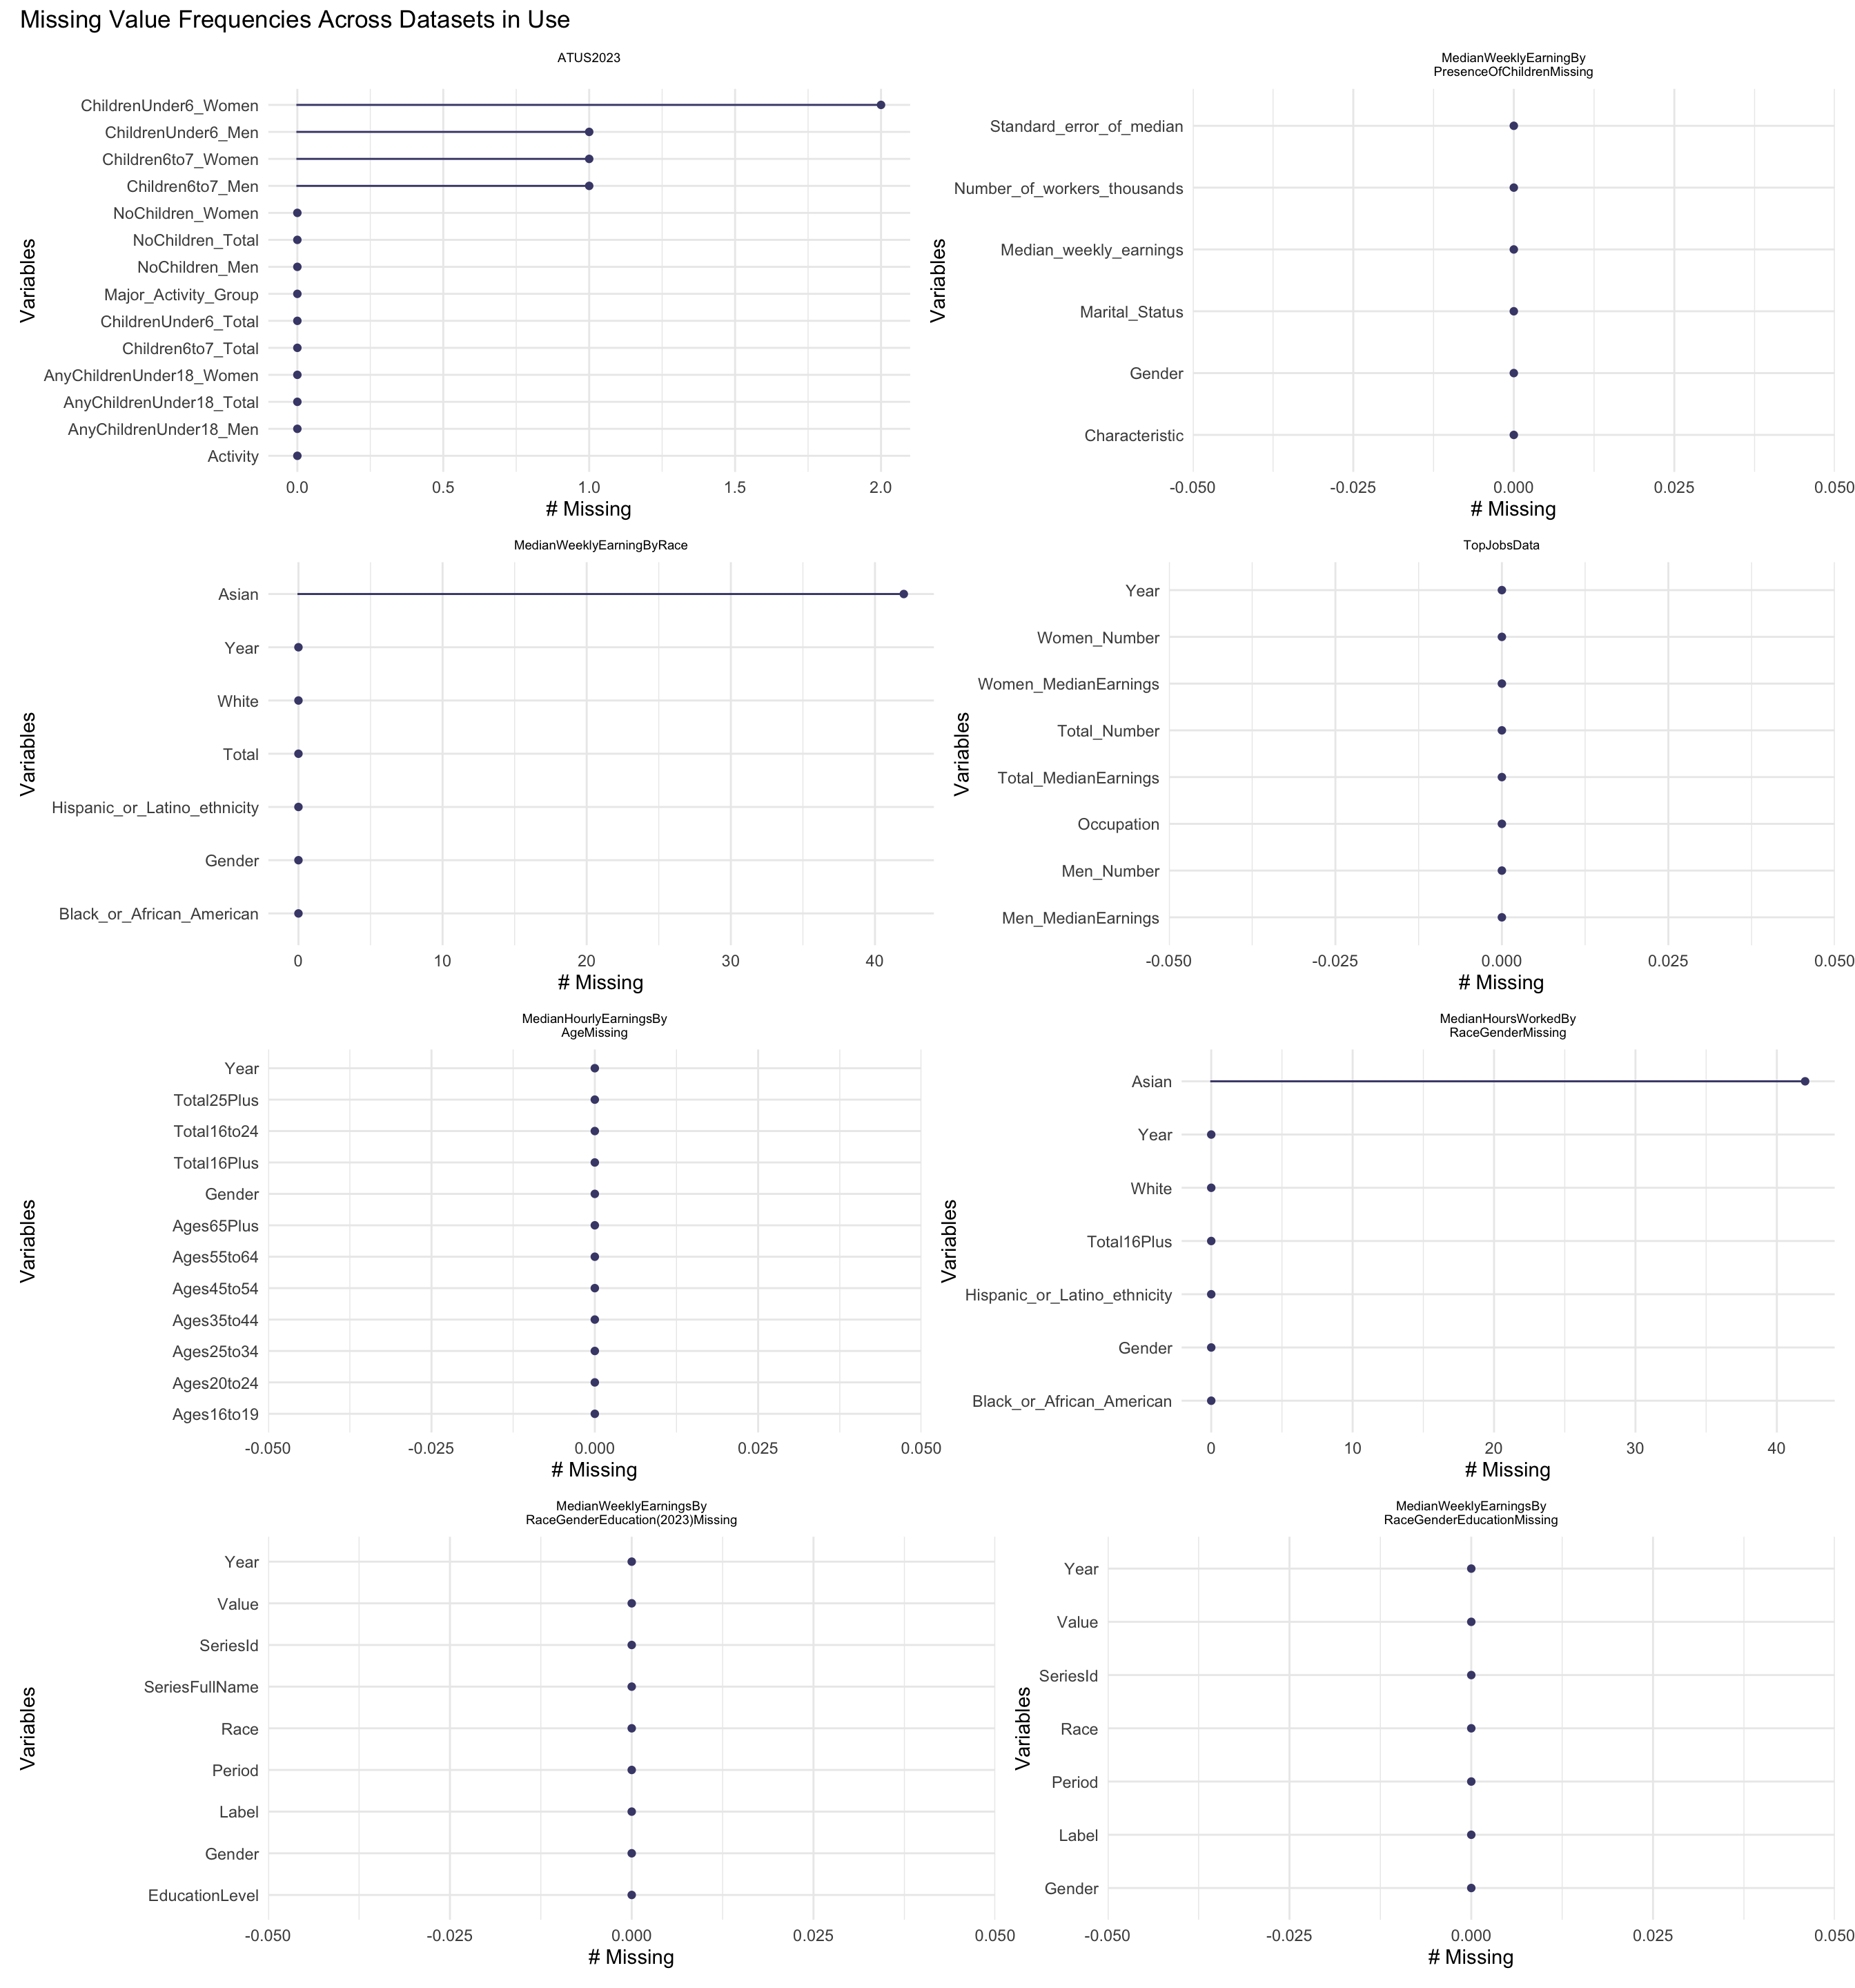 Missing Value Frequencies Across Datasets in Use
ATUS2023
Variables
ChildrenUnder6_Women
ChildrenUnder6_Men
Children6to7_Women
Children6to7_Men
NoChildren_Women
NoChildren_Total
NoChildren_Men
Major_Activity_Group
ChildrenUnder6_Total
Children6to7_Total
AnyChildrenUnder18_Women
AnyChildrenUnder18_Total
AnyChildrenUnder18_Men
Activity
0.0 0.5 1.0 1.5 2.0
# Missing
MedianWeeklyEarningBy
PresenceOfChildrenMissing
Variables
Standard_error_of_median
Number_of_workers_thousands
Median_weekly_earnings
Marital_Status
Gender
Characteristic
-0.050 -0.025 0.000 0.025 0.050
# Missing
MedianWeeklyEarningByRace
Variables
Asian
Year
White
Total
Hispanic_or_Latino_ethnicity
Gender
Black_or_African_American
0 10 20 30 40
# Missing
TopJobsData
Variables
Year
Women_Number
Women_MedianEarnings
Total_Number
Total_MedianEarnings
Occupation
Men_Number
Men_MedianEarnings
-0.050 -0.025 0.000 0.025 0.050
# Missing
MedianHourlyEarningsBy
AgeMissing
Variables
Year
Total25Plus
Total16to24
Total16Plus
Gender
Ages65Plus
Ages55to64
Ages45to54
Ages35to44
Ages25to34
Ages20to24
Ages16to19
-0.050 -0.025 0.000 0.025 0.050
# Missing
MedianHoursWorkedBy
RaceGenderMissing
Variables
Asian
Year
White
Total16Plus
Hispanic_or_Latino_ethnicity
Gender
Black_or_African_American
0 10 20 30 40
# Missing
MedianWeeklyEarningsBy
RaceGenderEducation(2023)Missing
Variables
Year
Value
SeriesId
SeriesFullName
Race
Period
Label
Gender
EducationLevel
-0.050 -0.025 0.000 0.025 0.050
# Missing
MedianWeeklyEarningsBy
RaceGenderEducationMissing
Variables
Year
Value
SeriesId
Race
Period
Label
Gender
-0.050 -0.025 0.000 0.025 0.050
# Missing